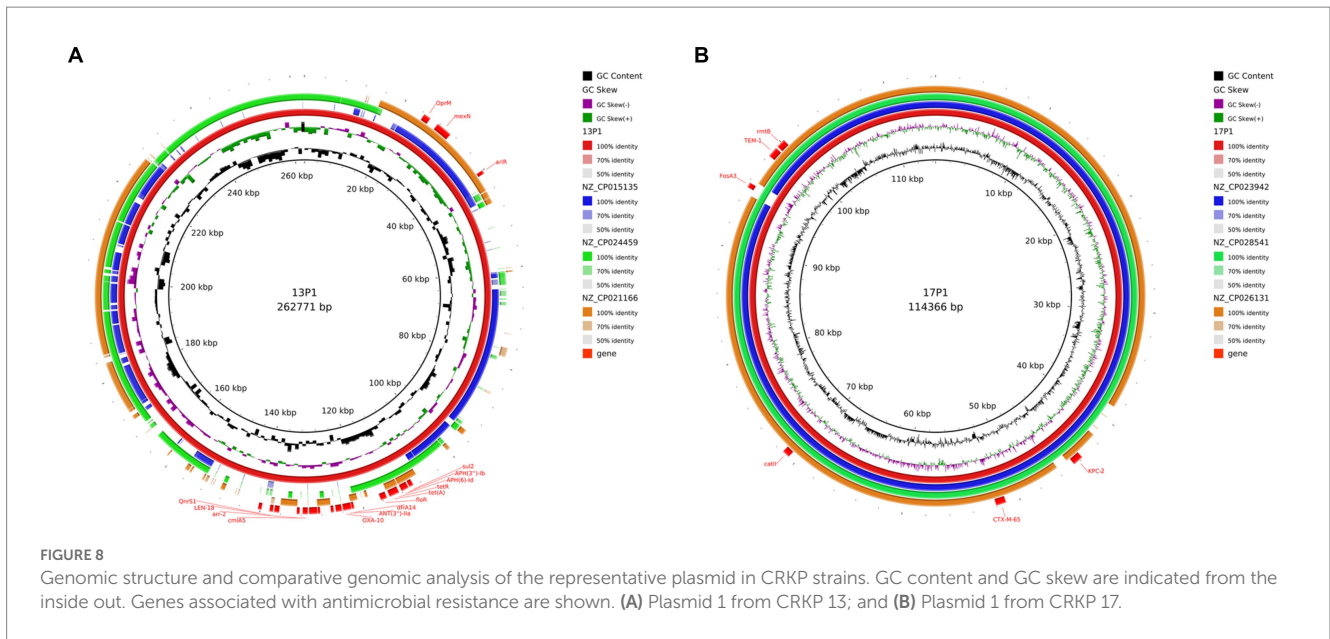 A
OprM
mexN
arlR
260 kbp
20 kbp
40 kbp
60 kbp
80 kbp
100 kbp
120 kbp
140 kbp
160 kbp
180 kbp
200 kbp
220 kbp
240 kbp
13P1
262771 bp
sul2
APH(3")-Ib
APH(6)-Id
tetR
tet(A)
floR
dfrA14
ANT(3")-IIa
OXA-10
QnrS1
LEN-18
arr-2
cmlA5
GC Content
GC Skew
GC Skew(-)
GC Skew(+)
13P1
100% identity
70% identity
50% identity
NZ_CP015135
100% identity
70% identity
50% identity
NZ_CP024459
100% identity
70% identity
50% identity
NZ_CP021166
100% identity
70% identity
50% identity
gene
B
rmtB
TEM-1
FosA3
110 kbp
10 kbp
20 kbp
30 kbp
40 kbp
50 kbp
60 kbp
70 kbp
80 kbp
90 kbp
100 kbp
17P1
114366 bp
catII
KPC-2
CTX-M-65
GC Content
GC Skew
GC Skew(-)
GC Skew(+)
17P1
100% identity
70% identity
50% identity
NZ_CP023942
100% identity
70% identity
50% identity
NZ_CP028541
100% identity
70% identity
50% identity
NZ_CP026131
100% identity
70% identity
50% identity
gene
FIGURE 8
Genomic structure and comparative genomic analysis of the representative plasmid in CRKP strains. GC content and GC skew are indicated from the
inside out. Genes associated with antimicrobial resistance are shown. (A) Plasmid 1 from CRKP 13; and (B) Plasmid 1 from CRKP 17.